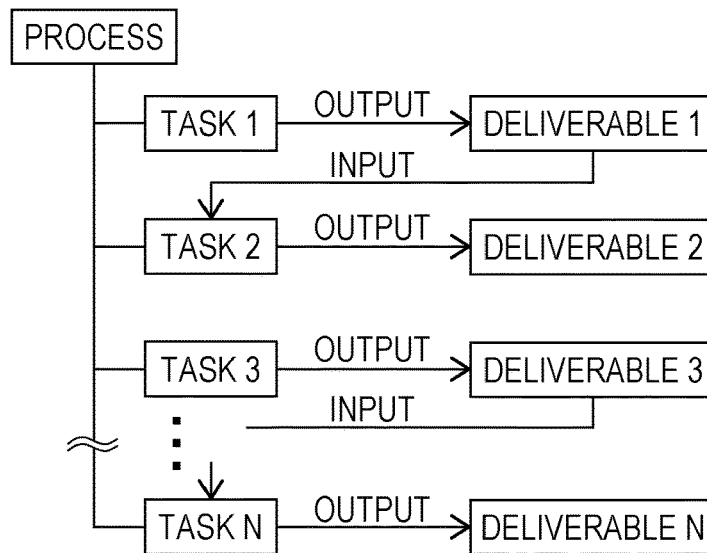 PROCESS
TASK 1
OUTPUT
DELIVERABLE 1
INPUT
TASK 2
OUTPUT
DELIVERABLE 2
TASK 3
OUTPUT
DELIVERABLE 3
INPUT
TASK N
OUTPUT
DELIVERABLE N